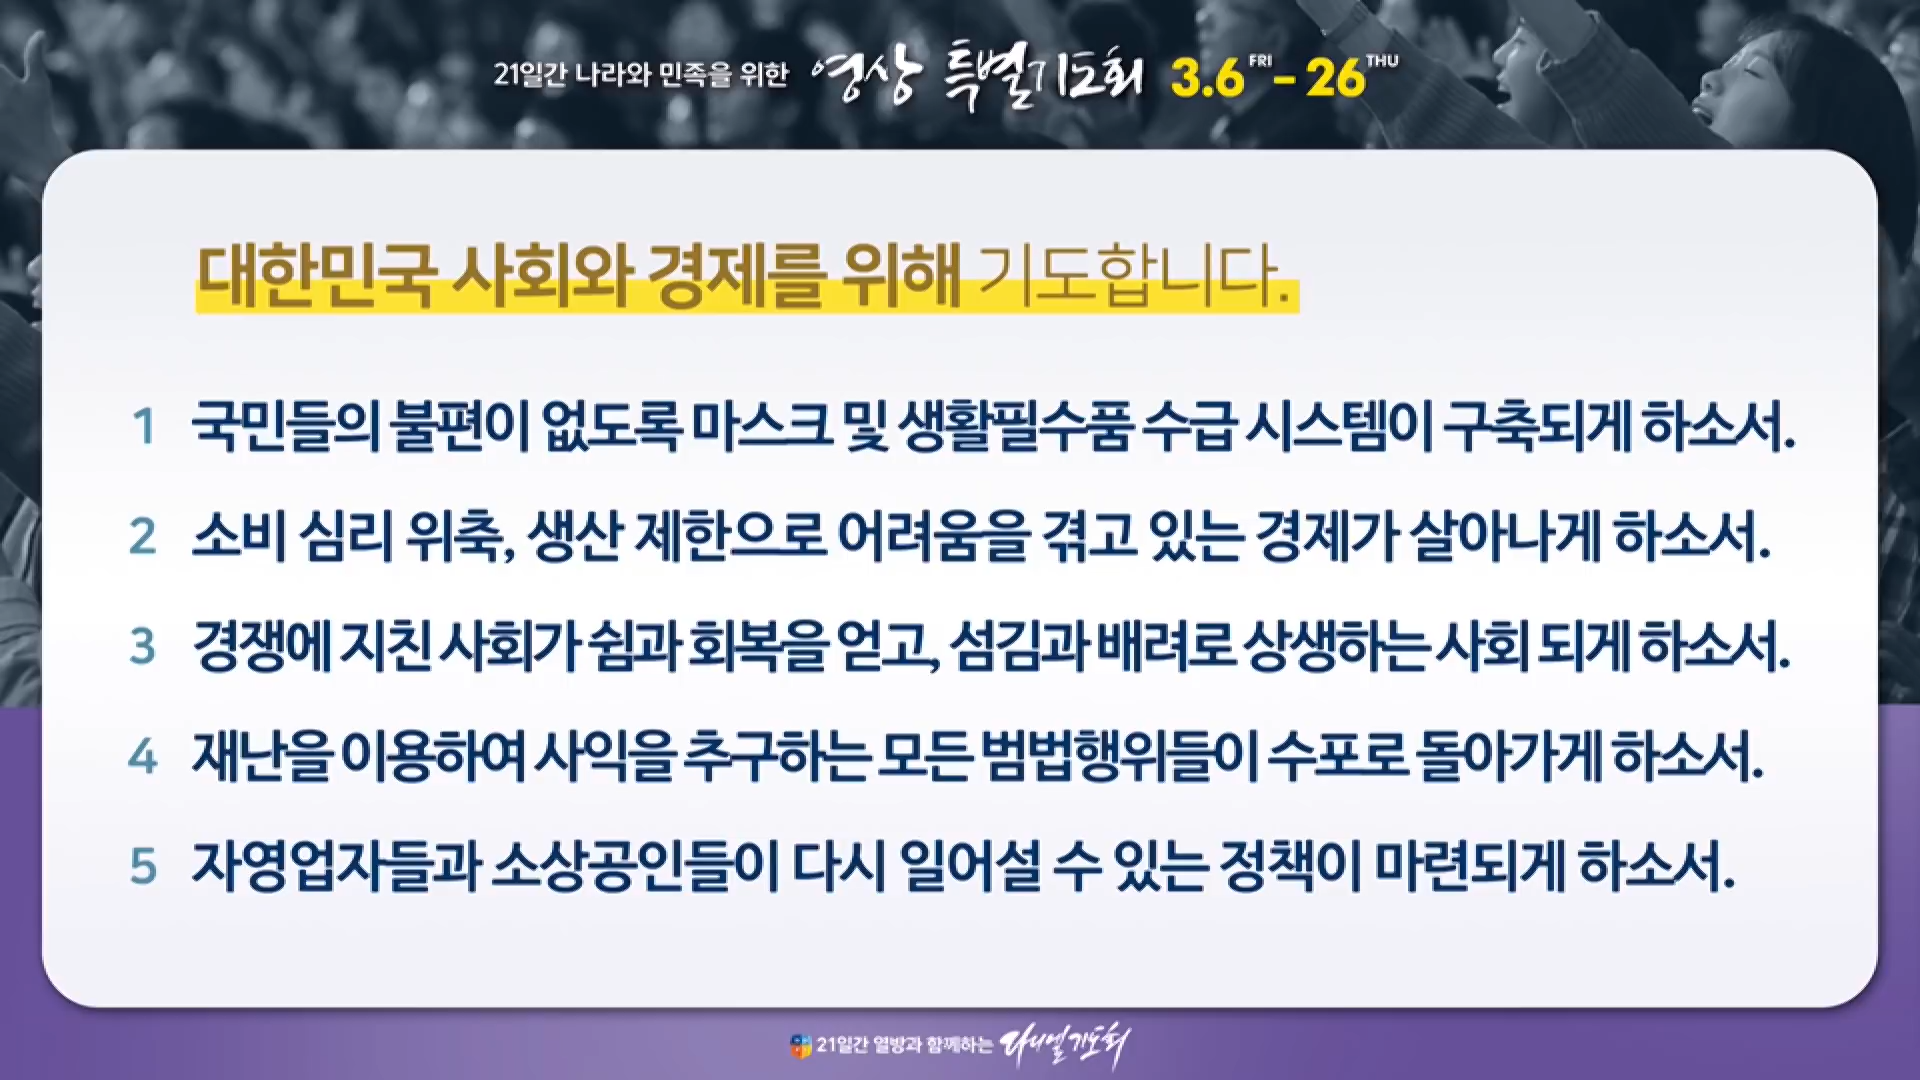 21일간 나라와 민족을 위한 영상 특별기도회 3.6 FRI - 26 THU
대한민국 사회와 경제를 위해 기도합니다.
1 국민들의 불편이 없도록 마스크 및 생활필수품 수급 시스템이 구축되게 하소서.
2 소비 심리 위축, 생산 제한으로 어려움을 겪고 있는 경제가 살아나게 하소서.
3 경쟁에 지친 사회가 쉼과 회복을 얻고, 섬김과 배려로 상생하는 사회 되게 하소서.
4 재난을 이용하여 사익을 추구하는 모든 범법행위들이 수포로 돌아가게 하소서.
5 자영업자들과 소상공인들이 다시 일어설 수 있는 정책이 마련되게 하소서.
21일간 열방과 함께하는 다니엘기도회